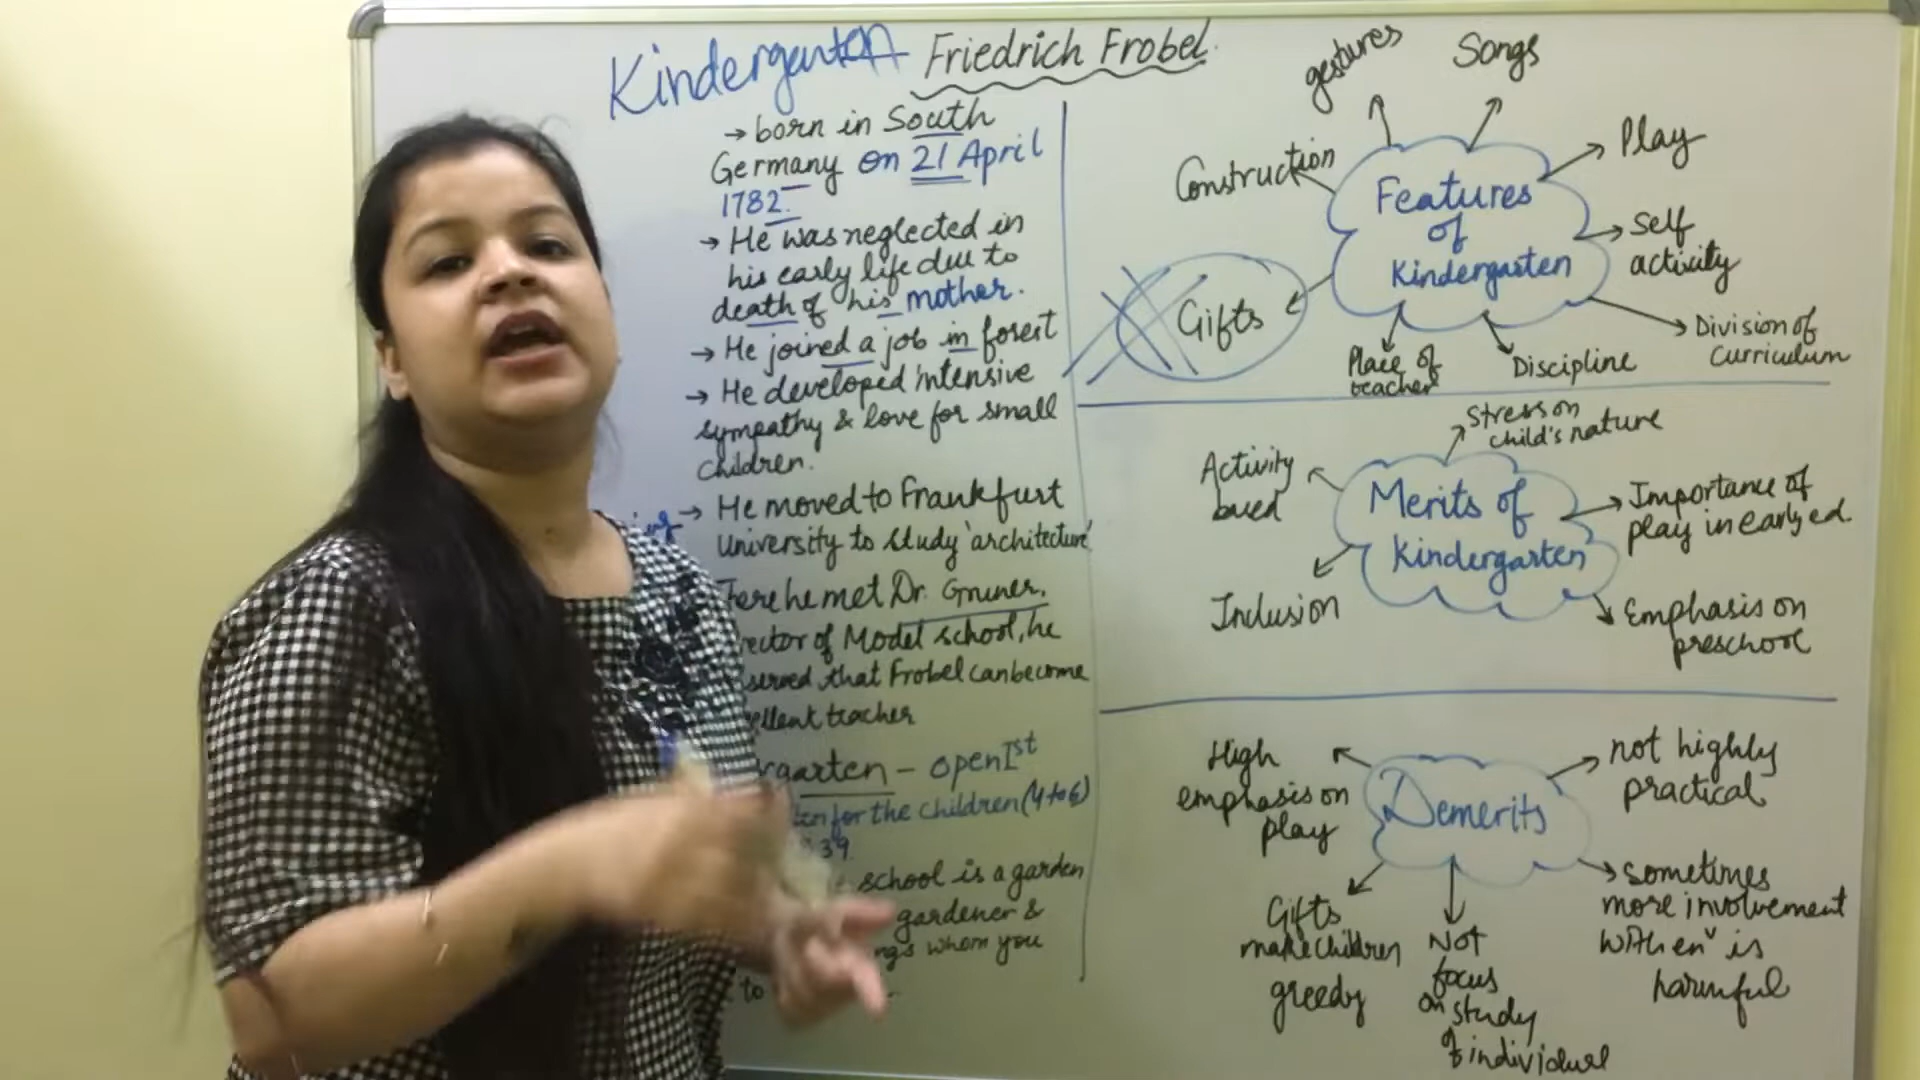 Kindergarten
Friedrich Frobel.
→ born in South
Germany on 21 April
1782.
→ He was neglected in
his early life due to
death of his mother.
→ He joined a job in forest
→ He developed intensive
sympathy & love for small
children.
→ He moved to Frankfurt
University to study 'architecture'
he met Dr. Gruner,
of Model school, he
that Frobel can become
teacher
- open Ist
for the children (4 to 6)
39.
school is a garden
gardener &
whom you
to
Features
of
Kindergarten
gestures
Songs
Play
Self
activity
Division of
curriculum
Discipline
Place of
teacher
Gifts
Construction
Merits of
Kindergarten
Stress on
child's nature
Importance of
play in early ed.
Emphasis on
preschool
Inclusion
Activity
based
Demerits
High
emphasis on
play
not highly
practical
sometimes
more involvement
with env is
harmful
Not
focus
on study
of individual
Gifts
make children
greedy